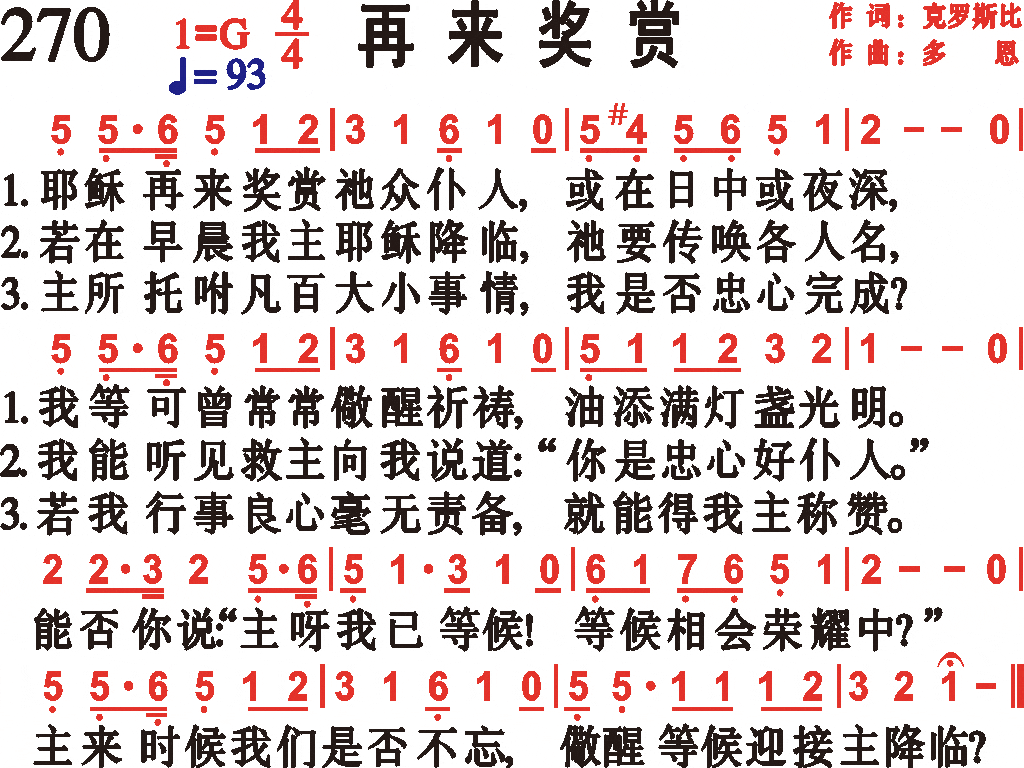 270 1=G 4/4 再来奖赏 作词：克罗斯比
♩=93 作曲：多 恩
5 5·6 5 1 2|3 1 6 1 0|5 #4 5 6 5 1|2 - - 0|
1.耶稣 再来奖赏祂众仆人, 或在日中或夜深,
2.若在 早晨我主耶稣降临, 祂要传唤各人名,
3.主所 托咐凡百大小事情, 我是否忠心完成?
5 5·6 5 1 2|3 1 6 1 0|5 1 1 2 3 2|1 - - 0|
1.我等 可曾常常儆醒祈祷, 油添满灯盏光明。
2.我能 听见救主向我说道:“你是忠心好仆人。”
3.若我 行事良心毫无责备, 就能得我主称赞。
2 2·3 2 5·6|5 1·3 1 0|6 1 7 6 5 1|2 - - 0|
能否 你说:“主呀我已 等候! 等候相会荣耀中?”
5 5·6 5 1 2|3 1 6 1 0|5 5·1 1 1 2|3 2 1 -‖
主来 时候我们是否不忘, 儆醒 等候迎接主降临?